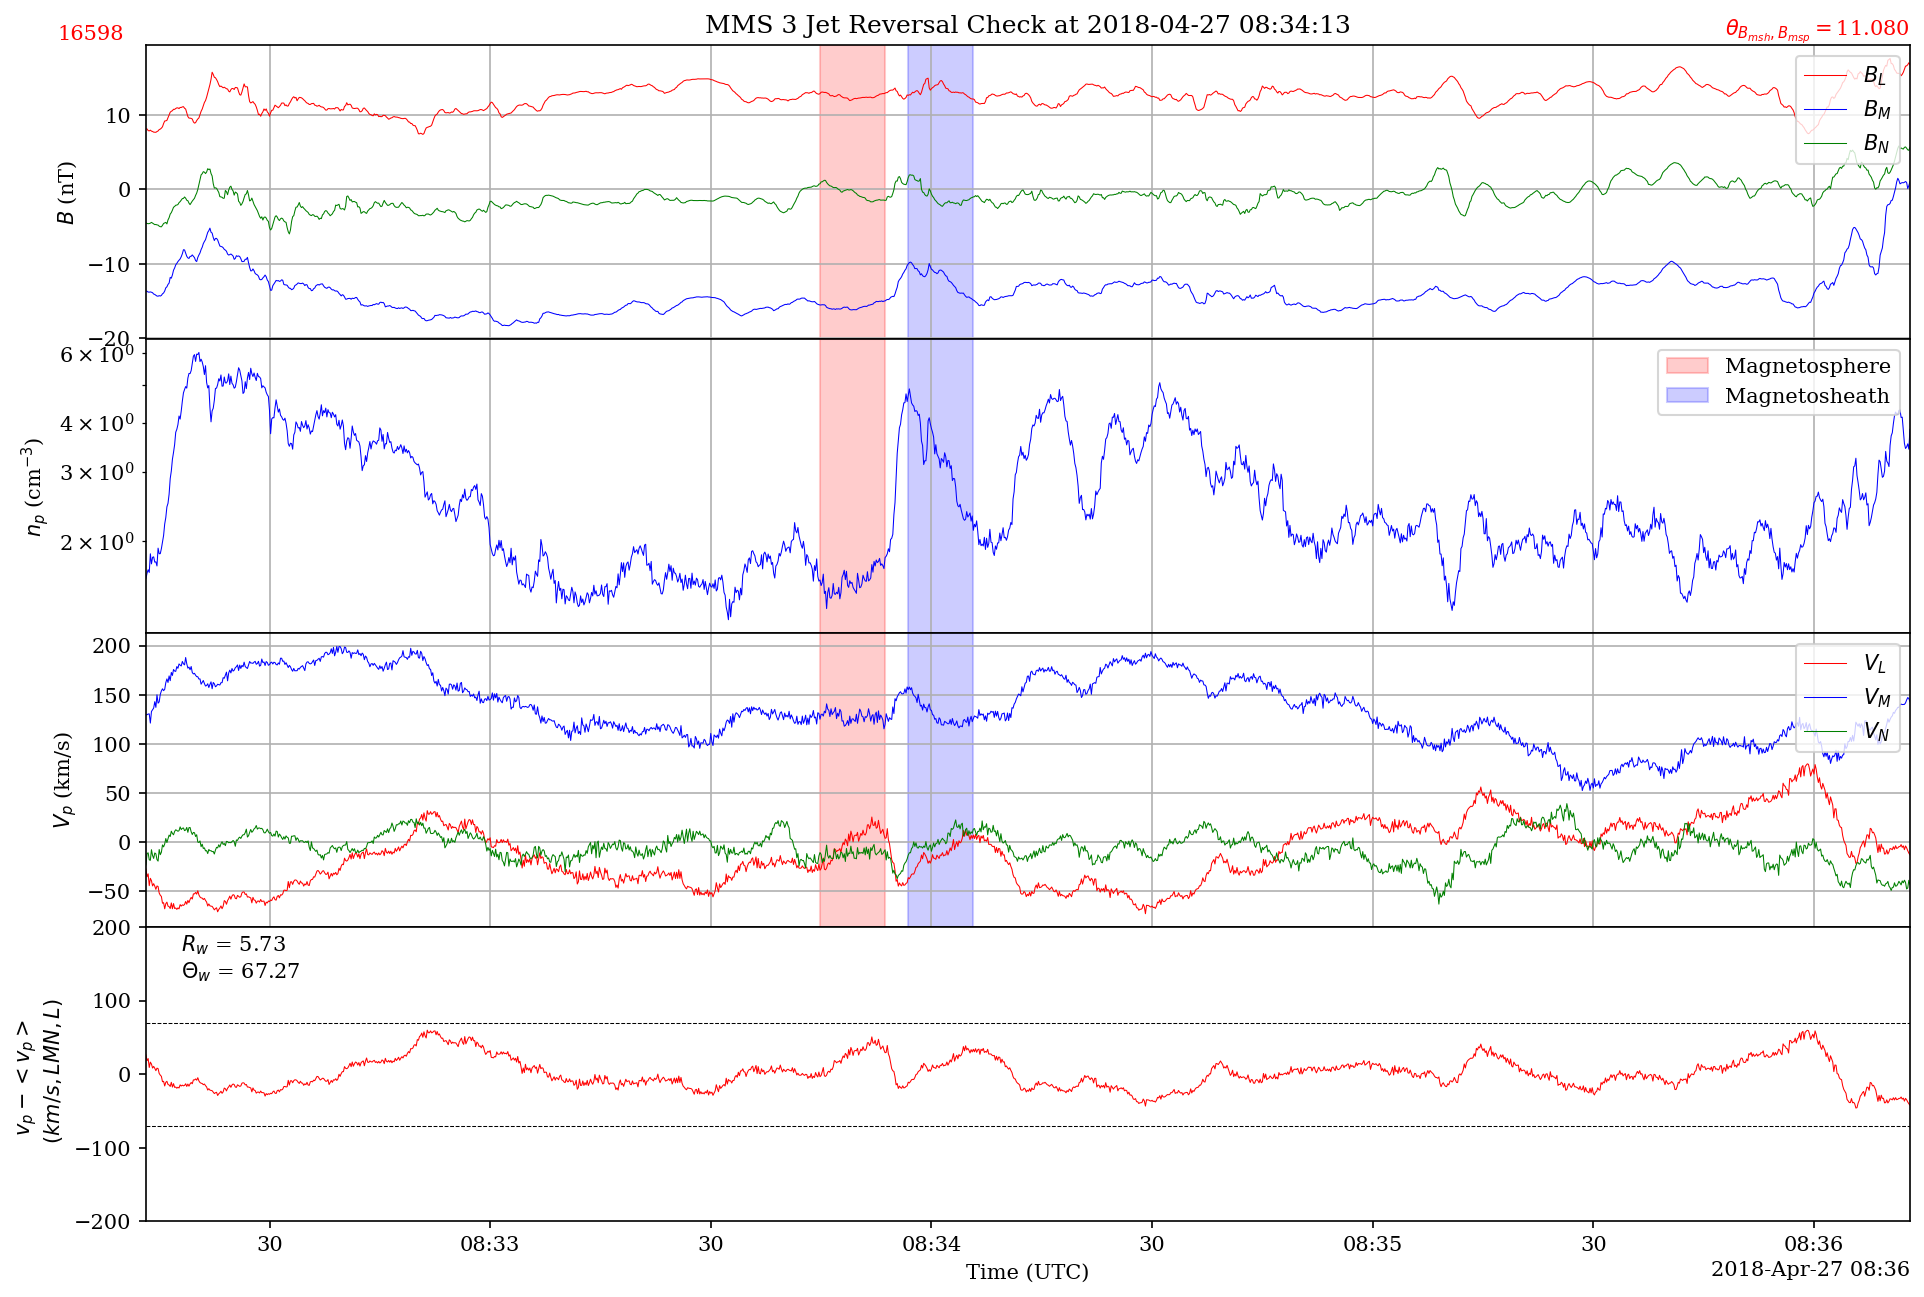 MMS 3 Jet Reversal Check at 2018-04-27 08:34:13
16598
θ_{B_{msh}, B_{msp}} = 11.080
B (nT)
10
0
−10
−20
B_L
B_M
B_N
n_p (cm^{−3})
6 × 10^0
4 × 10^0
3 × 10^0
2 × 10^0
Magnetosphere
Magnetosheath
V_p (km/s)
200
150
100
50
0
−50
V_L
V_M
V_N
v_p − < v_p >
(km/s, LMN, L)
200
100
0
−100
−200
R_w = 5.73
Θ_w = 67.27
30 08:33 30 08:34 30 08:35 30 08:36
Time (UTC)
2018-Apr-27 08:36